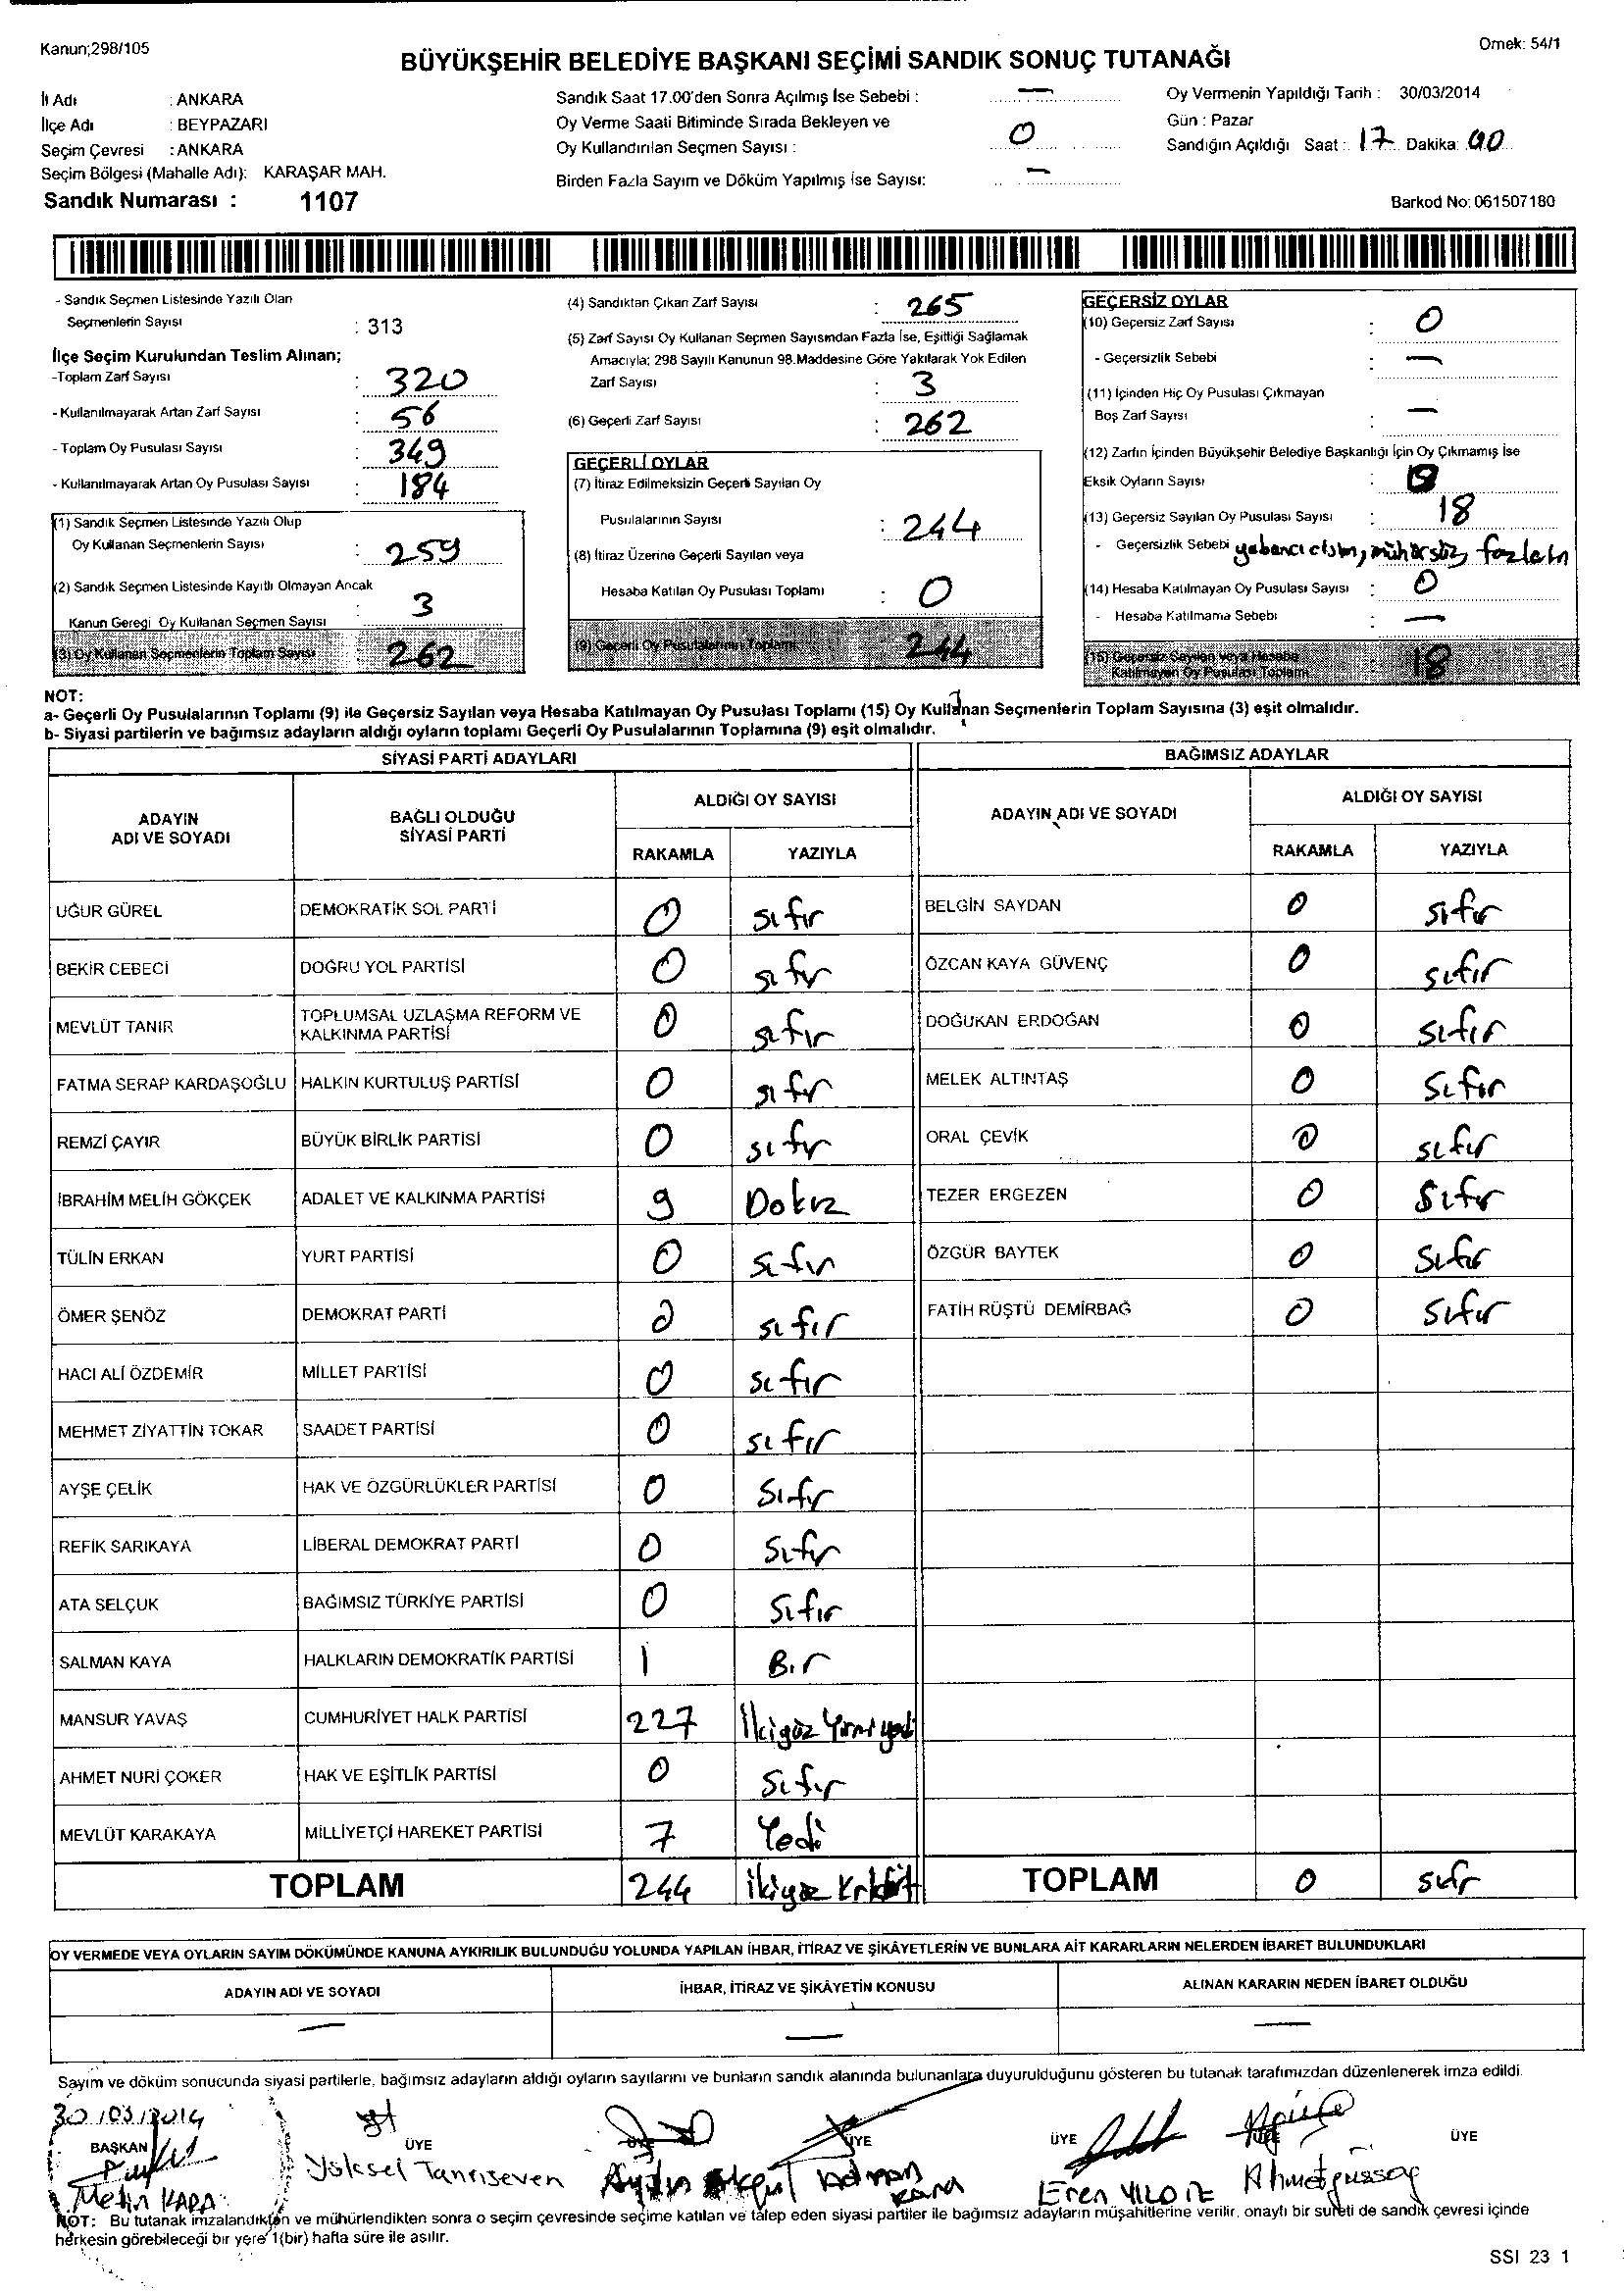 Kanun;298/105
Örnek: 54/1
BÜYÜKŞEHİR BELEDİYE BAŞKANI SEÇİMİ SANDIK SONUÇ TUTANAĞI
İl Adı : ANKARA
İlçe Adı : BEYPAZARI
Seçim Çevresi : ANKARA
Seçim Bölgesi (Mahalle Adı): KARAŞAR MAH.
Sandık Numarası : 1107
Sandık Saat 17.00'den Sonra Açılmış İse Sebebi : —
Oy Verme Saati Bitiminde Sırada Bekleyen ve
Oy Kullandırılan Seçmen Sayısı : 0
Birden Fazla Sayım ve Döküm Yapılmış İse Sayısı: —
Oy Vermenin Yapıldığı Tarih : 30/03/2014
Gün : Pazar
Sandığın Açıldığı Saat : 17 Dakika: 00
Barkod No: 061507180
- Sandık Seçmen Listesinde Yazılı Olan
Seçmenlerin Sayısı : 313
İlçe Seçim Kurulundan Teslim Alınan;
-Toplam Zarf Sayısı : 320
- Kullanılmayarak Artan Zarf Sayısı : 56
- Toplam Oy Pusulası Sayısı : 349
- Kullanılmayarak Artan Oy Pusulası Sayısı : 184
(1) Sandık Seçmen Listesinde Yazılı Olup
Oy Kullanan Seçmenlerin Sayısı : 259
(2) Sandık Seçmen Listesinde Kayıtlı Olmayan Ancak
Kanun Gereği Oy Kullanan Seçmen Sayısı : 3
(3) Oy Kullanan Seçmenlerin Toplam Sayısı 262
(4) Sandıktan Çıkan Zarf Sayısı : 265
(5) Zarf Sayısı Oy Kullanan Seçmen Sayısından Fazla İse, Eşitliği Sağlamak
Amacıyla; 298 Sayılı Kanunun 98.Maddesine Göre Yakılarak Yok Edilen
Zarf Sayısı : 3
(6) Geçerli Zarf Sayısı : 262
GEÇERLİ OYLAR
(7) İtiraz Edilmeksizin Geçerli Sayılan Oy
Pusulalarının Sayısı : 244
(8) İtiraz Üzerine Geçerli Sayılan veya
Hesaba Katılan Oy Pusulası Toplamı : 0
(9) Geçerli Oy Pusulalarının Toplamı 244
GEÇERSİZ OYLAR
(10) Geçersiz Zarf Sayısı : 0
- Geçersizlik Sebebi : —
(11) İçinden Hiç Oy Pusulası Çıkmayan
Boş Zarf Sayısı : —
(12) Zarfın İçinden Büyükşehir Belediye Başkanlığı İçin Oy Çıkmamış İse
Eksik Oyların Sayısı :
(13) Geçersiz Sayılan Oy Pusulası Sayısı : 18
- Geçersizlik Sebebi yabancı cisim, mühürsüz,
(14) Hesaba Katılmayan Oy Pusulası Sayısı : 0
- Hesaba Katılmama Sebebi : —
(15) Geçersiz Sayılan veya Hesaba
Katılmayan Oy Pusulası Toplamı 18
NOT:
a- Geçerli Oy Pusulalarının Toplamı (9) ile Geçersiz Sayılan veya Hesaba Katılmayan Oy Pusulası Toplamı (15) Oy Kullanan Seçmenlerin Toplam Sayısına (3) eşit olmalıdır.
b- Siyasi partilerin ve bağımsız adayların aldığı oyların toplamı Geçerli Oy Pusulalarının Toplamına (9) eşit olmalıdır.
SİYASİ PARTİ ADAYLARI
ADAYIN ADI VE SOYADI BAĞLI OLDUĞU SİYASİ PARTİ ALDIĞI OY SAYISI
RAKAMLA YAZIYLA
UĞUR GÜREL DEMOKRATİK SOL PARTİ 0 sıfır
BEKİR CEBECİ DOĞRU YOL PARTİSİ 0 sıfır
MEVLÜT TANIR TOPLUMSAL UZLAŞMA REFORM VE KALKINMA PARTİSİ 0 sıfır
FATMA SERAP KARDAŞOĞLU HALKIN KURTULUŞ PARTİSİ 0 sıfır
REMZİ ÇAYIR BÜYÜK BİRLİK PARTİSİ 0 sıfır
İBRAHİM MELİH GÖKÇEK ADALET VE KALKINMA PARTİSİ 9 Dokuz
TÜLİN ERKAN YURT PARTİSİ 0 sıfır
ÖMER ŞENÖZ DEMOKRAT PARTİ 0 sıfır
HACI ALİ ÖZDEMİR MİLLET PARTİSİ 0 sıfır
MEHMET ZİYATTİN TOKAR SAADET PARTİSİ 0 sıfır
AYŞE ÇELİK HAK VE ÖZGÜRLÜKLER PARTİSİ 0 Sıfır
REFİK SARIKAYA LİBERAL DEMOKRAT PARTİ 0 Sıfır
ATA SELÇUK BAĞIMSIZ TÜRKİYE PARTİSİ 0 Sıfır
SALMAN KAYA HALKLARIN DEMOKRATİK PARTİSİ 1 Bir
MANSUR YAVAŞ CUMHURİYET HALK PARTİSİ 227 İkiyüz Yirmi yedi
AHMET NURİ ÇOKER HAK VE EŞİTLİK PARTİSİ 0 Sıfır
MEVLÜT KARAKAYA MİLLİYETÇİ HAREKET PARTİSİ 7 Yedi
TOPLAM 244 ikiyüz Kırkdört
BAĞIMSIZ ADAYLAR
ADAYIN ADI VE SOYADI ALDIĞI OY SAYISI
RAKAMLA YAZIYLA
BELGİN SAYDAN 0 sıfır
ÖZCAN KAYA GÜVENÇ 0 sıfır
DOĞUKAN ERDOĞAN 0 sıfır
MELEK ALTINTAŞ 0 Sıfır
ORAL ÇEVİK 0 sıfır
TEZER ERGEZEN 0 Sıfır
ÖZGÜR BAYTEK 0 Sıfır
FATİH RÜŞTÜ DEMİRBAĞ 0 Sıfır
TOPLAM 0 sıfır
OY VERMEDE VEYA OYLARIN SAYIM DÖKÜMÜNDE KANUNA AYKIRILIK BULUNDUĞU YOLUNDA YAPILAN İHBAR, İTİRAZ VE ŞİKÂYETLERİN VE BUNLARA AİT KARARLARIN NELERDEN İBARET BULUNDUKLARI
ADAYIN ADI VE SOYADI İHBAR, İTİRAZ VE ŞİKÂYETİN KONUSU ALINAN KARARIN NEDEN İBARET OLDUĞU
— — —
Sayım ve döküm sonucunda siyasi partilerle, bağımsız adayların aldığı oyların sayılarını ve bunların sandık alanında bulunanlara duyurulduğunu gösteren bu tutanak tarafımızdan düzenlenerek imza edildi.
30/03/2014
BAŞKAN ÜYE ÜYE ÜYE ÜYE ÜYE ÜYE
Metin KARA Yüksel Tanrıseven Aydın Adnan KARA Eren YILDIZ
NOT: Bu tutanak imzalandıktan ve mühürlendikten sonra o seçim çevresinde seçime katılan ve talep eden siyasi partiler ile bağımsız adayların müşahitlerine verilir. onaylı bir sureti de sandık çevresi içinde
herkesin görebileceği bir yere 1(bir) hafta süre ile asılır.
SSI 23 1